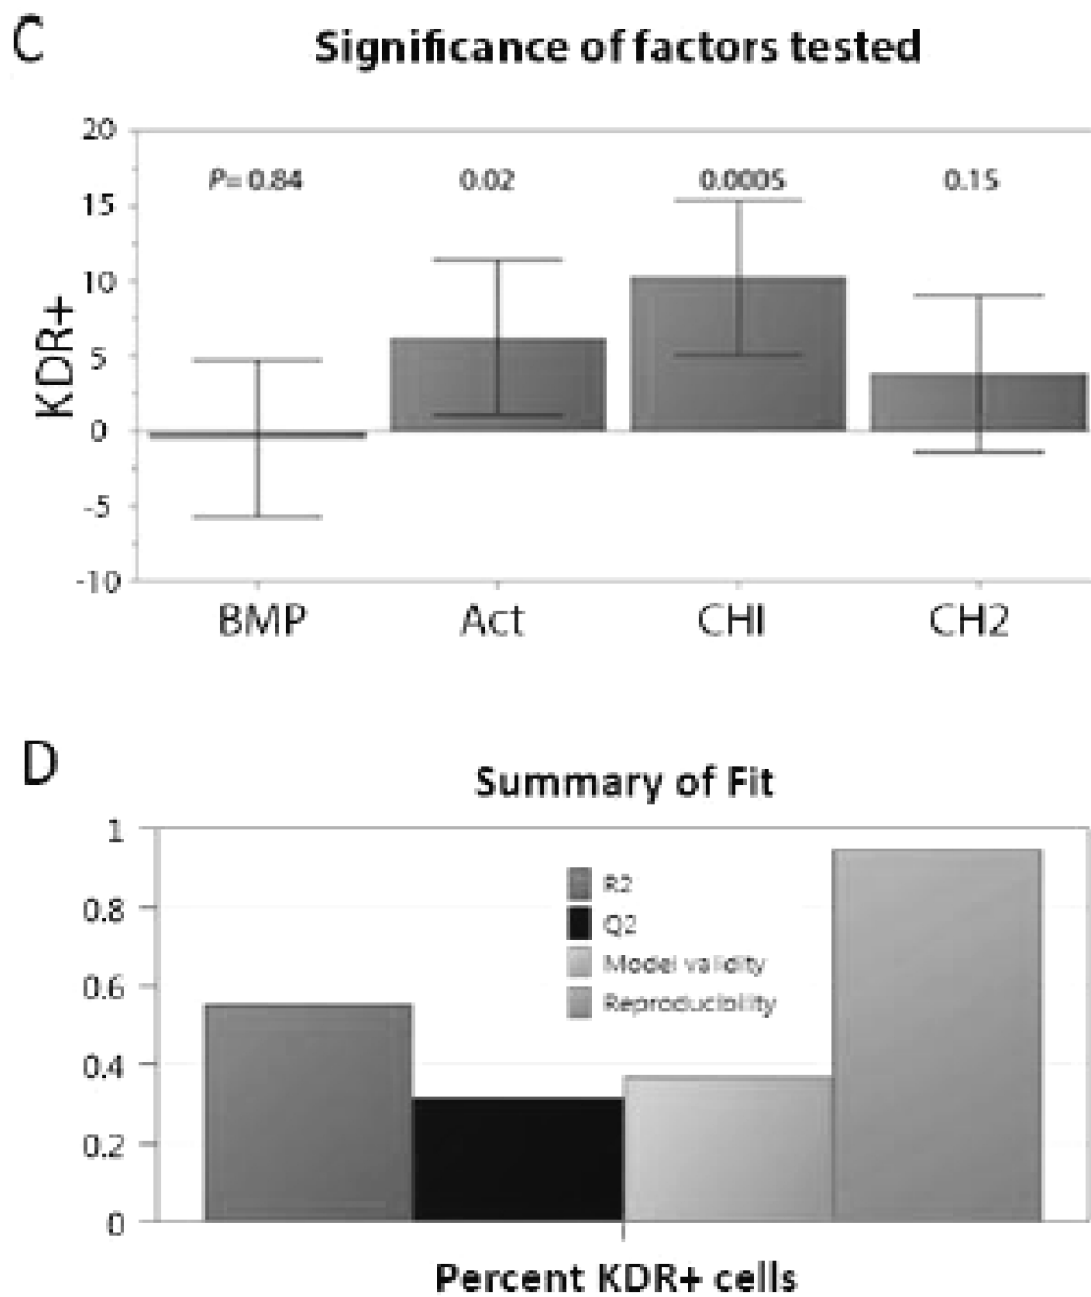 C
Significance of factors tested
20
P= 0.84 0.02 0.0005 0.15
15
10
5
0
-5
-10
KDR+
BMP Act CHI CH2
D
Summary of Fit
1
0.8
0.6
0.4
0.2
0
R2
Q2
Model validity
Reproducibility
Percent KDR+ cells